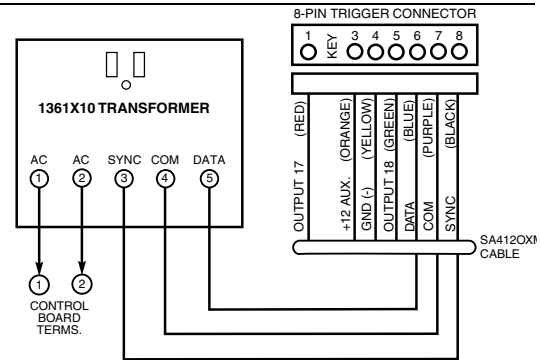 8-PIN TRIGGER CONNECTOR
1 KEY 3 4 5 6 7 8
1361X10 TRANSFORMER
AC AC SYNC COM DATA
1 2 3 4 5
OUTPUT 17 (RED)
+12 AUX. (ORANGE)
GND (-) (YELLOW)
OUTPUT 18 (GREEN)
DATA (BLUE)
COM (PURPLE)
SYNC (BLACK)
CABLE
1 2
CONTROL
BOARD
TERMS.